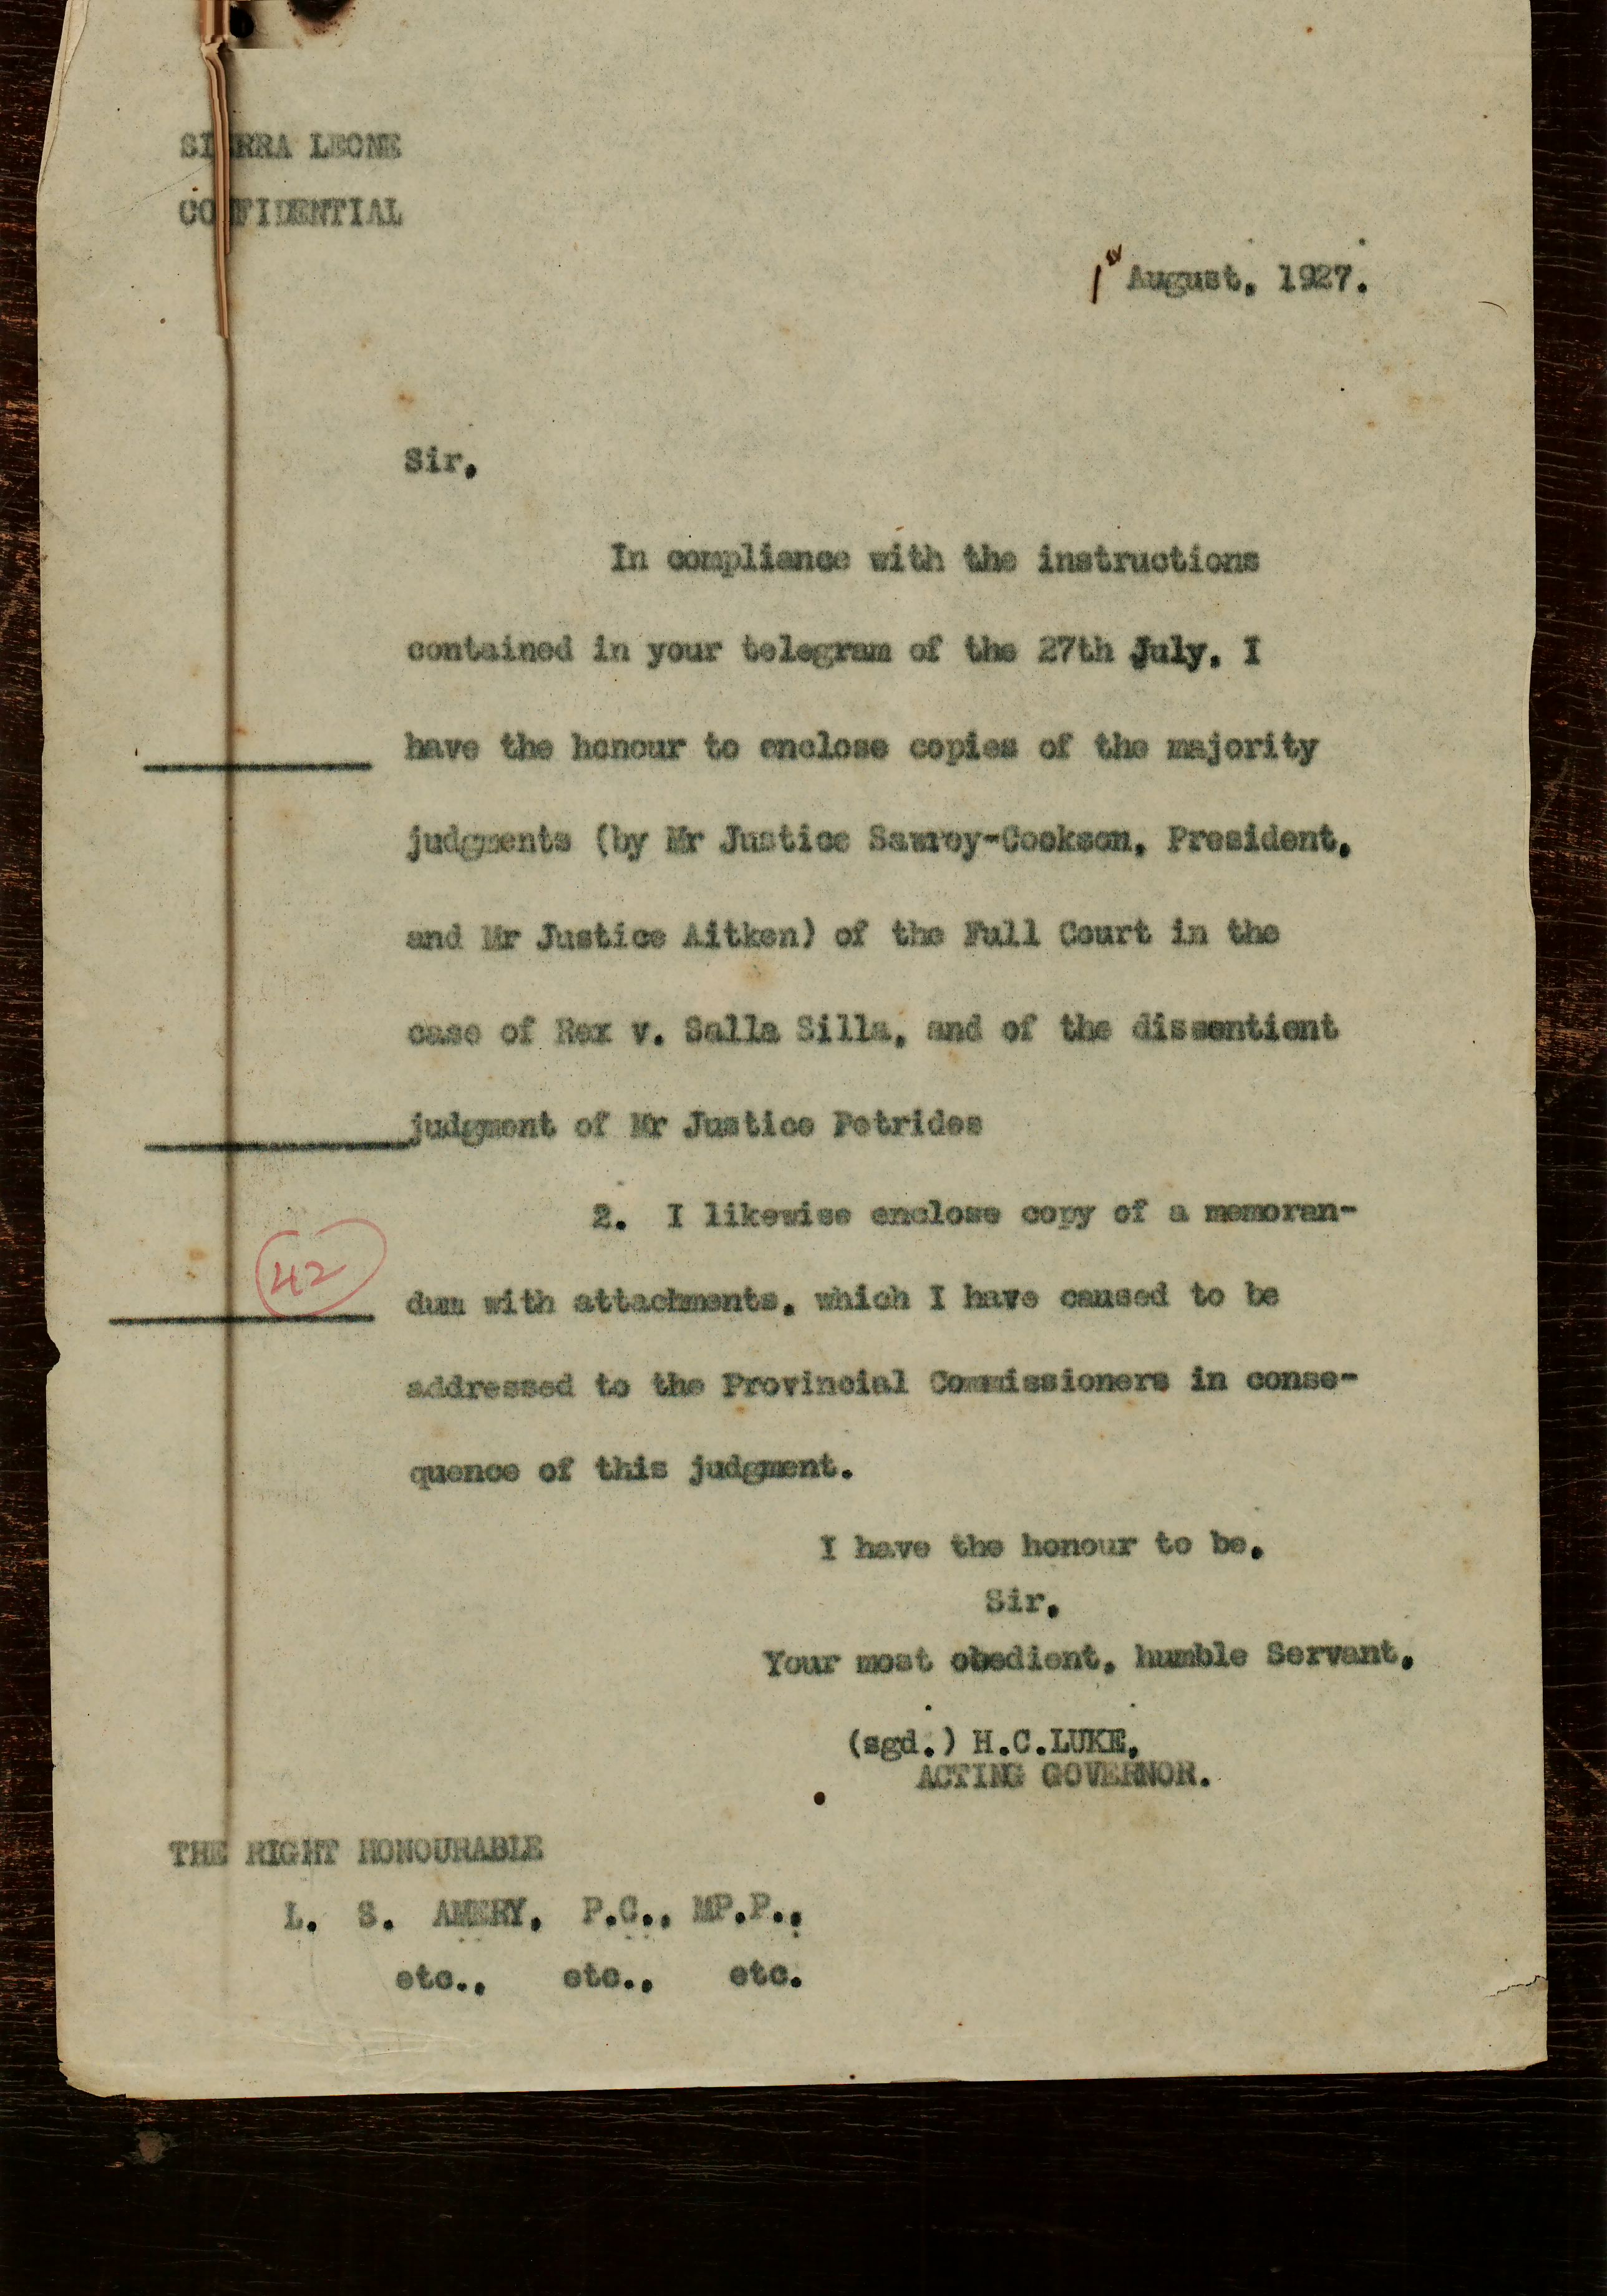 SIERRA LEONE
CONFIDENTIAL
1st August, 1927.
Sir,
In compliance with the instructions
contained in your telegram of the 27th July, I
have the honour to enclose copies of the majority
judgments (by Mr Justice Sawrey-Cookson, President,
and Mr Justice Aitken) of the Full Court in the
case of Rex v. Salla Silla, and of the dissentient
judgment of Mr Justice Petrides
2. I likewise enclose copy of a memoran-
42
dum with attachments, which I have caused to be
addressed to the Provincial Commissioners in conse-
quence of this judgment.
I have the honour to be,
Sir,
Your most obedient, humble Servant,
(sgd.) H.C.LUKE,
ACTING GOVERNOR.
THE RIGHT HONOURABLE
L. S. AMERY, P.C., MP.P.,
etc., etc., etc.